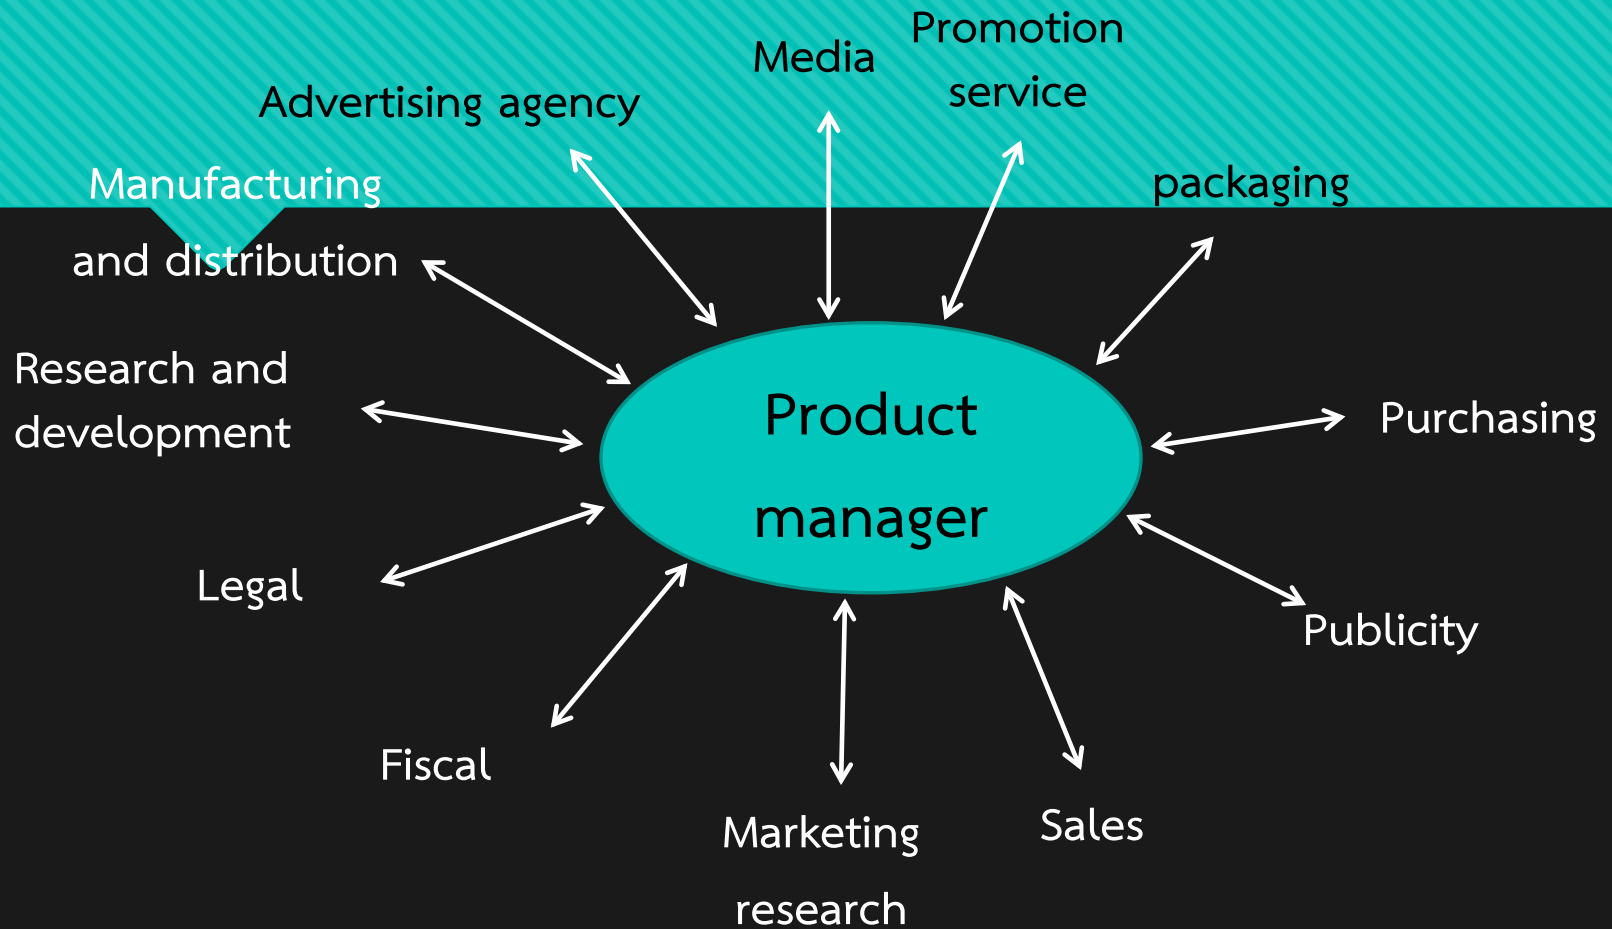 Promotion
service
Media
Advertising agency
Manufacturing
and distribution
packaging
Research and
development
Product
manager
Purchasing
Legal
Publicity
Fiscal
Marketing
research
Sales